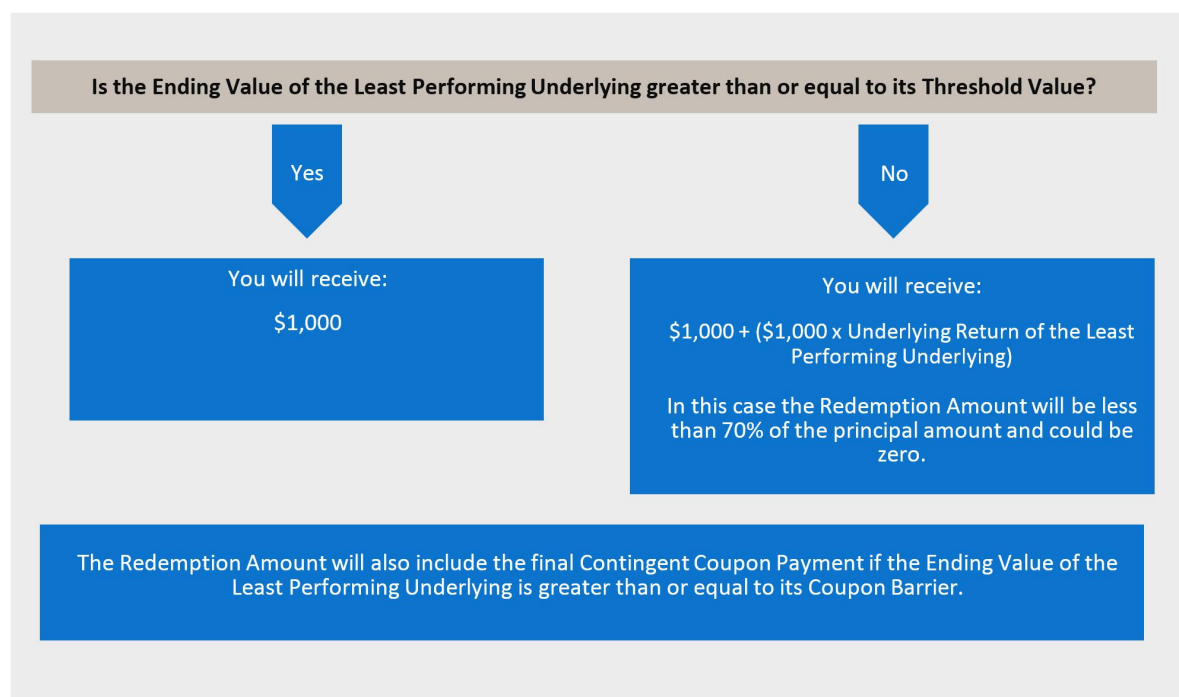 Is the Ending Value of the Least Performing Underlying greater than or equal to its Threshold Value?
Yes
No
You will receive:
$1,000
You will receive:
$1,000 + ($1,000 x Underlying Return of the Least
Performing Underlying)
In this case the Redemption Amount will be less
than 70% of the principal amount and could be
zero.
The Redemption Amount will also include the final Contingent Coupon Payment if the Ending Value of the
Least Performing Underlying is greater than or equal to its Coupon Barrier.